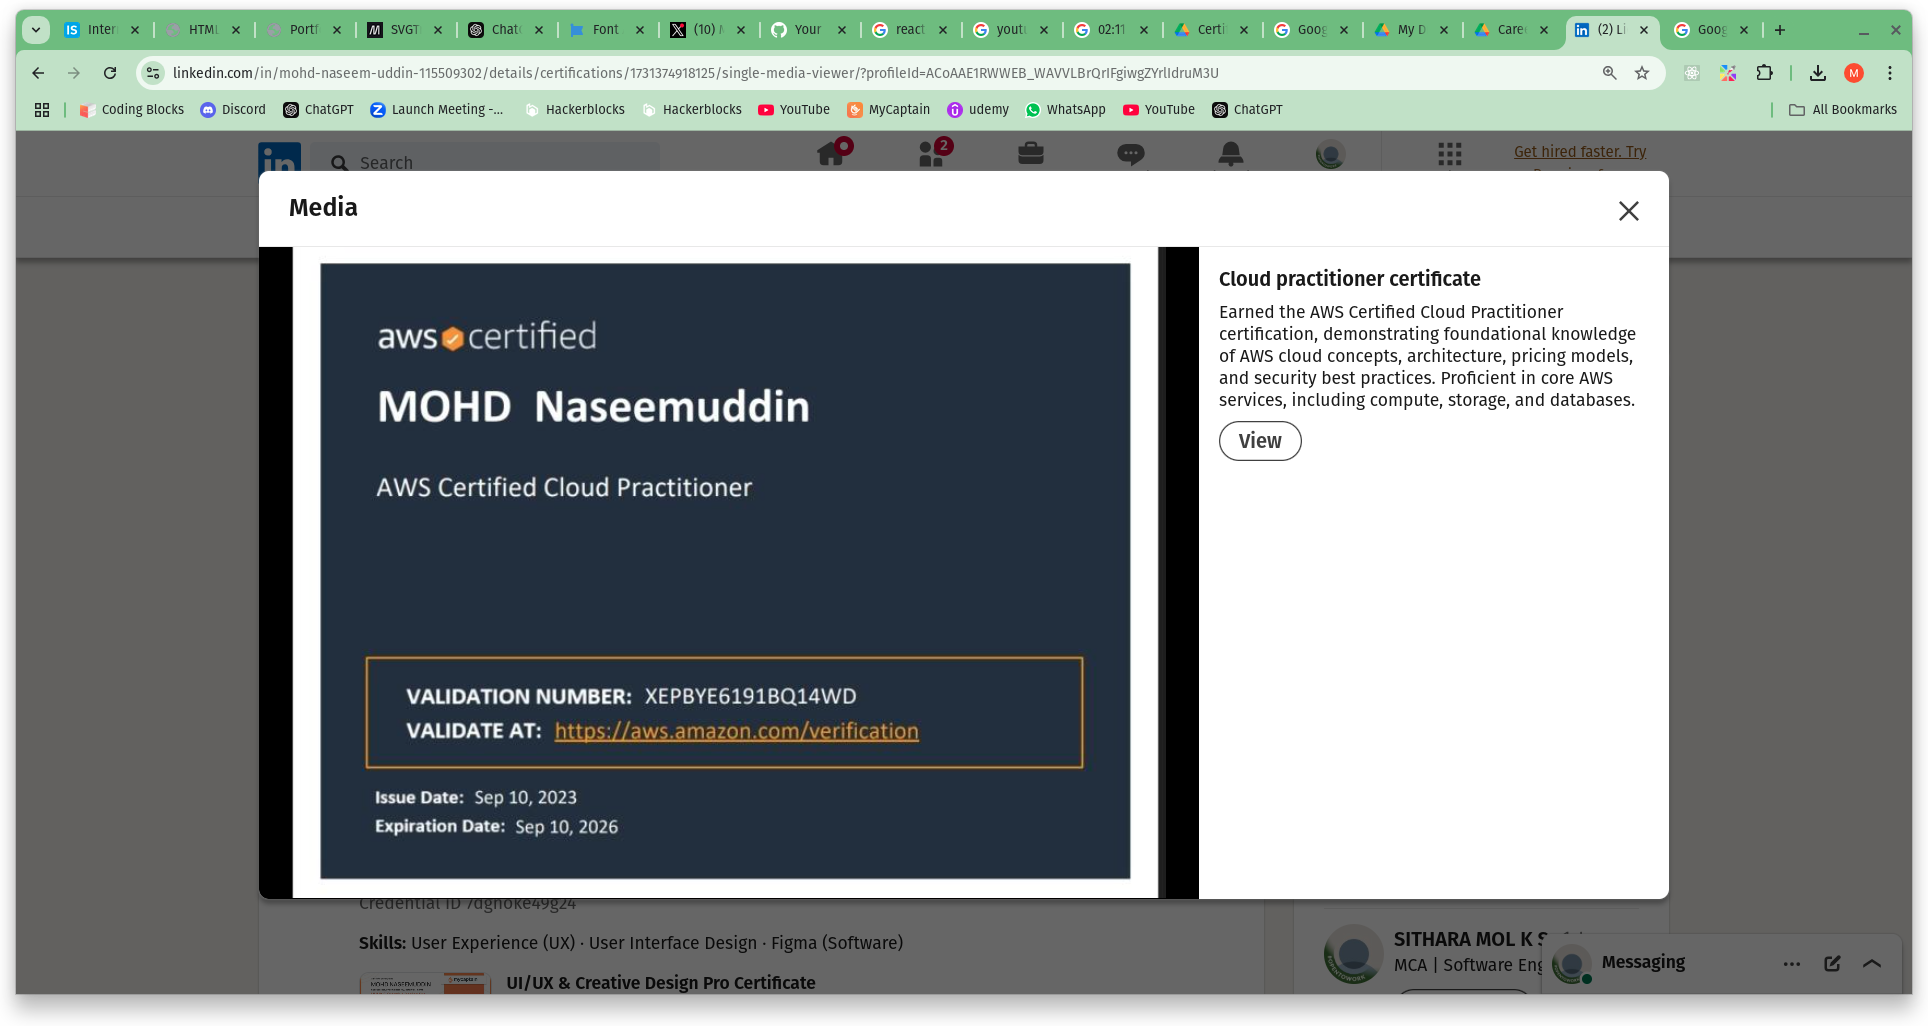 Inter
HTML
Portf
SVGT
Chat
Font
(10)
Your
react
yout
02:11
Certi
Goog
My D
Care
(2) Li
Goog
linkedin.com/in/mohd-naseem-uddin-115509302/details/certifications/1731374918125/single-media-viewer/?profileId=ACoAAE1RWWEB_WAVVLBrQrIFgiwgZYrlIdruM3U
M
Coding Blocks
Discord
ChatGPT
Launch Meeting -...
Hackerblocks
Hackerblocks
YouTube
MyCaptain
udemy
WhatsApp
YouTube
ChatGPT
All Bookmarks
in
Search
2
Get hired faster. Try
Media
aws certified
MOHD Naseemuddin
AWS Certified Cloud Practitioner
VALIDATION NUMBER: XEPBYE6191BQ14WD
VALIDATE AT: https://aws.amazon.com/verification
Issue Date: Sep 10, 2023
Expiration Date: Sep 10, 2026
Cloud practitioner certificate
Earned the AWS Certified Cloud Practitioner
certification, demonstrating foundational knowledge
of AWS cloud concepts, architecture, pricing models,
and security best practices. Proficient in core AWS
services, including compute, storage, and databases.
View
Credential ID 7dghoke49g24
Skills: User Experience (UX) · User Interface Design · Figma (Software)
MOHD NASEEMUDDIN
UI/UX & Creative Design Pro Certificate
SITHARA MOL K S
MCA | Software Eng
Messaging